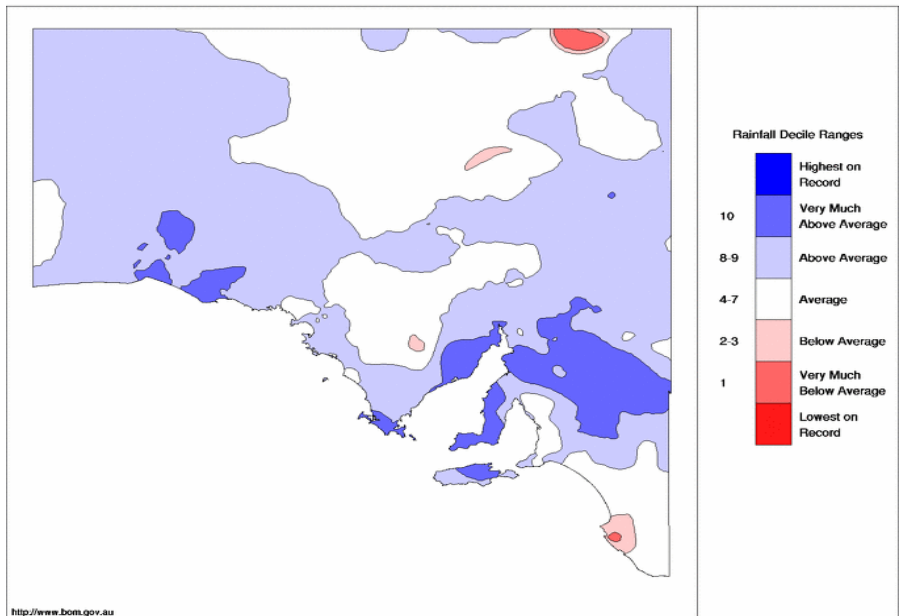 Rainfall Decile Ranges
Highest on
Record
10
Very Much
Above Average
8-9
Above Average
4-7
Average
2-3
Below Average
1
Very Much
Below Average
Lowest on
Record
http://www.bom.gov.au